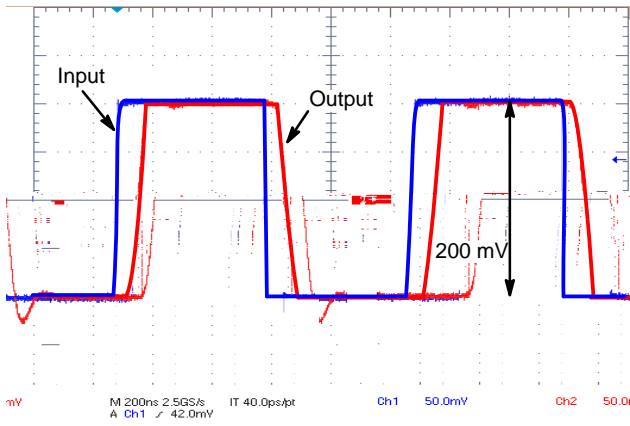 Input
Output
200 mV
mV M 200ns 2.5GS/s IT 40.0ps/pt Ch1 50.0mV Ch2 50.0
A Ch1 42.0mV